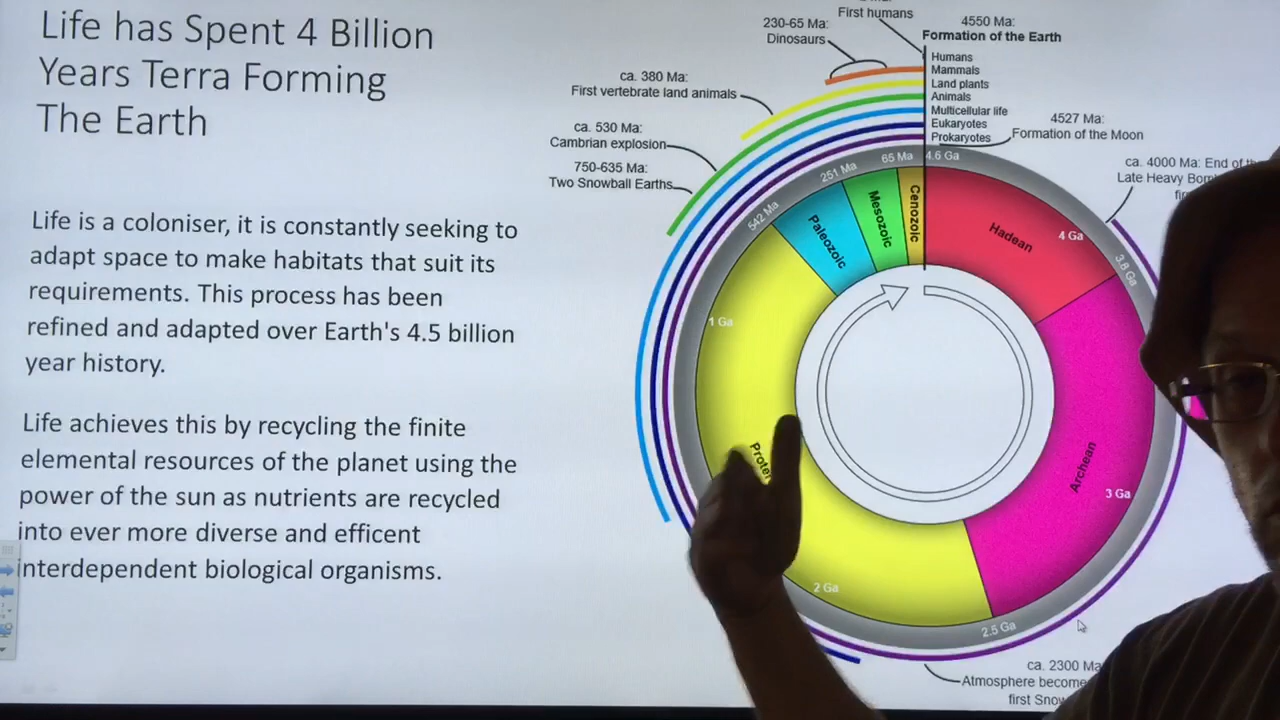 Life has Spent 4 Billion
Years Terra Forming
The Earth
Life is a coloniser, it is constantly seeking to
adapt space to make habitats that suit its
requirements. This process has been
refined and adapted over Earth's 4.5 billion
year history.
Life achieves this by recycling the finite
elemental resources of the planet using the
power of the sun as nutrients are recycled
into ever more diverse and efficent
interdependent biological organisms.
First humans
230-65 Ma:
Dinosaurs
4550 Ma:
Formation of the Earth
Humans
Mammals
Land plants
Animals
Multicellular life
Eukaryotes
Prokaryotes
ca. 380 Ma:
First vertebrate land animals
ca. 530 Ma:
Cambrian explosion
750-635 Ma:
Two Snowball Earths
4527 Ma:
Formation of the Moon
ca. 4000 Ma: End of
Late Heavy
542 Ma
251 Ma
65 Ma
4.6 Ga
Paleozoic
Mesozoic
Cenozoic
Hadean
4 Ga
3.8 Ga
1 Ga
Archean
3 Ga
2 Ga
2.5 Ga
ca. 2300 Ma
Atmosphere become
first